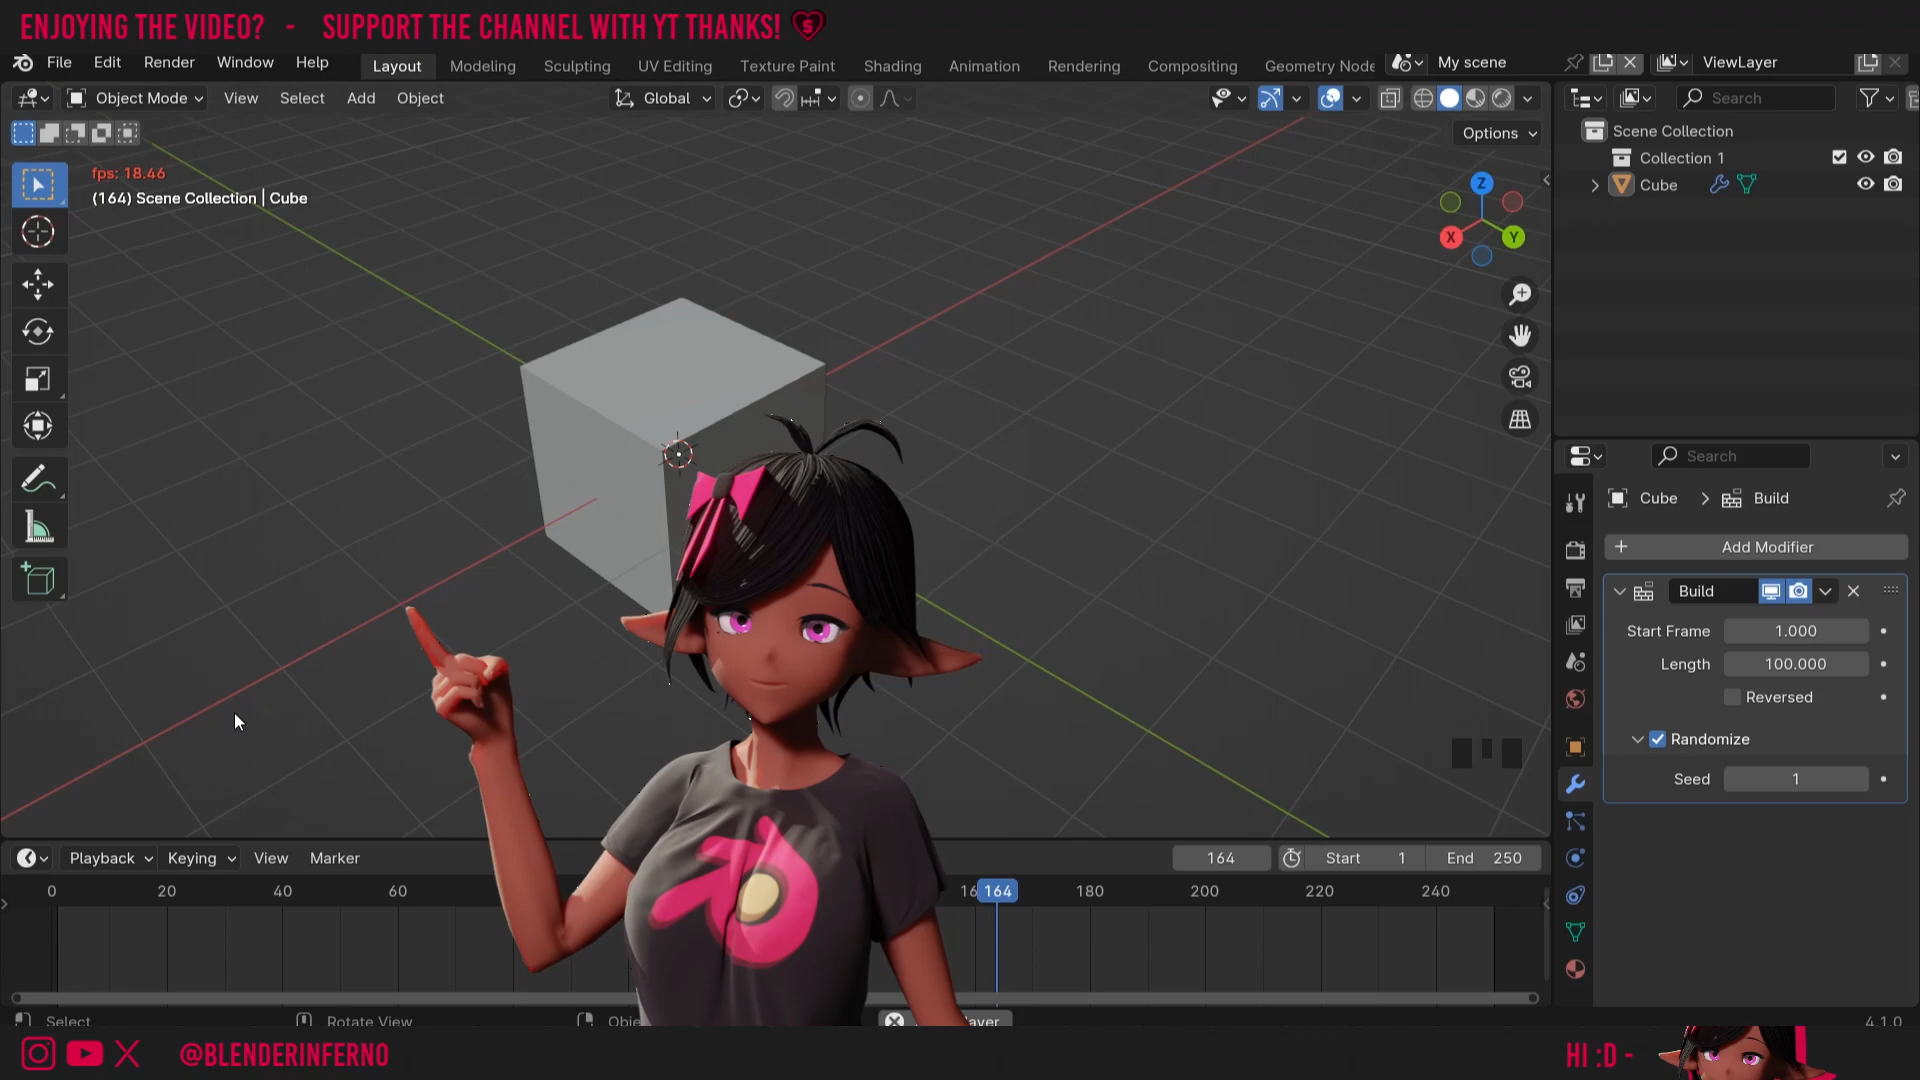 ENJOYING THE VIDEO? - SUPPORT THE CHANNEL WITH YT THANKS!
File Edit Render Window Help Layout Modeling Sculpting UV Editing Texture Paint Shading Animation Rendering Compositing Geometry Node My scene ViewLayer
Object Mode View Select Add Object Global Search
Options
Scene Collection
Collection 1
Cube
fps: 18.46
(164) Scene Collection | Cube
Z
X Y
Search
Cube > Build
Add Modifier
Build
Start Frame 1.000
Length 100.000
Reversed
Randomize
Seed 1
Playback Keying View Marker 164 Start 1 End 250
0 20 40 60 16 164 180 200 220 240
Select Rotate View 4.1.0
@BLENDERINFERNO HI :D -